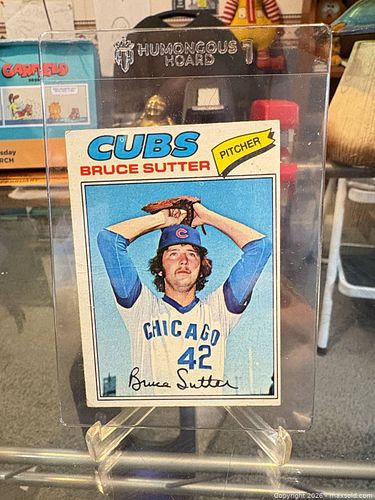 HUMONGOUS
HOARD
GARFIELD
CUBS
BRUCE SUTTER
PITCHER
C
CHICAGO
42
Bruce Sutter
Copyright 2026 - maxsold.com